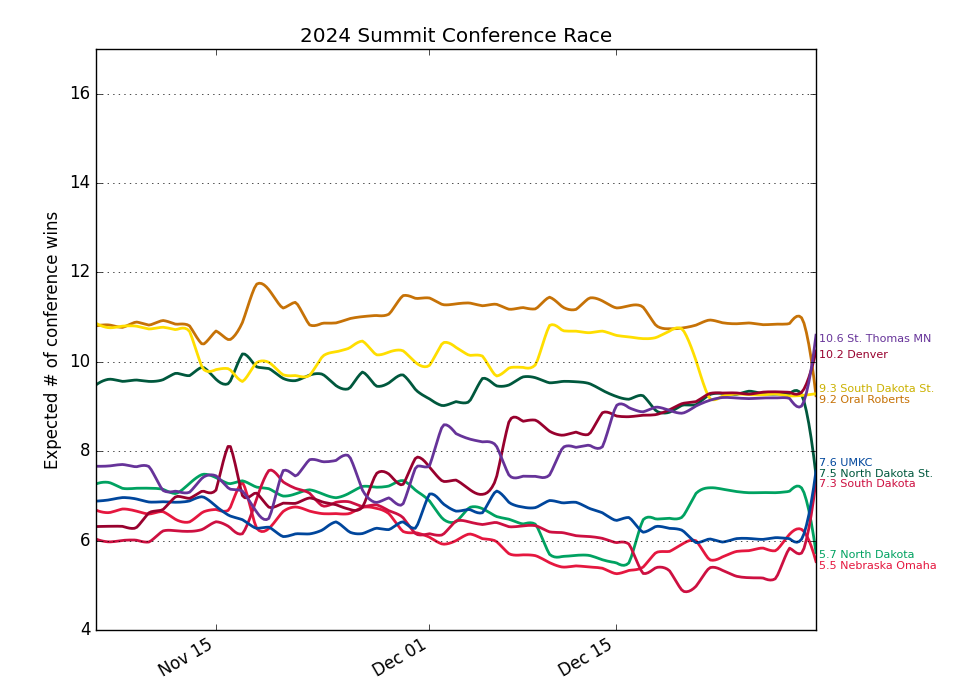 2024 Summit Conference Race
Expected # of conference wins
16
14
12
10
8
6
4
Nov 15
Dec 01
Dec 15
10.6 St. Thomas MN
10.2 Denver
9.3 South Dakota St.
9.2 Oral Roberts
7.6 UMKC
7.5 North Dakota St.
7.3 South Dakota
5.7 North Dakota
5.5 Nebraska Omaha